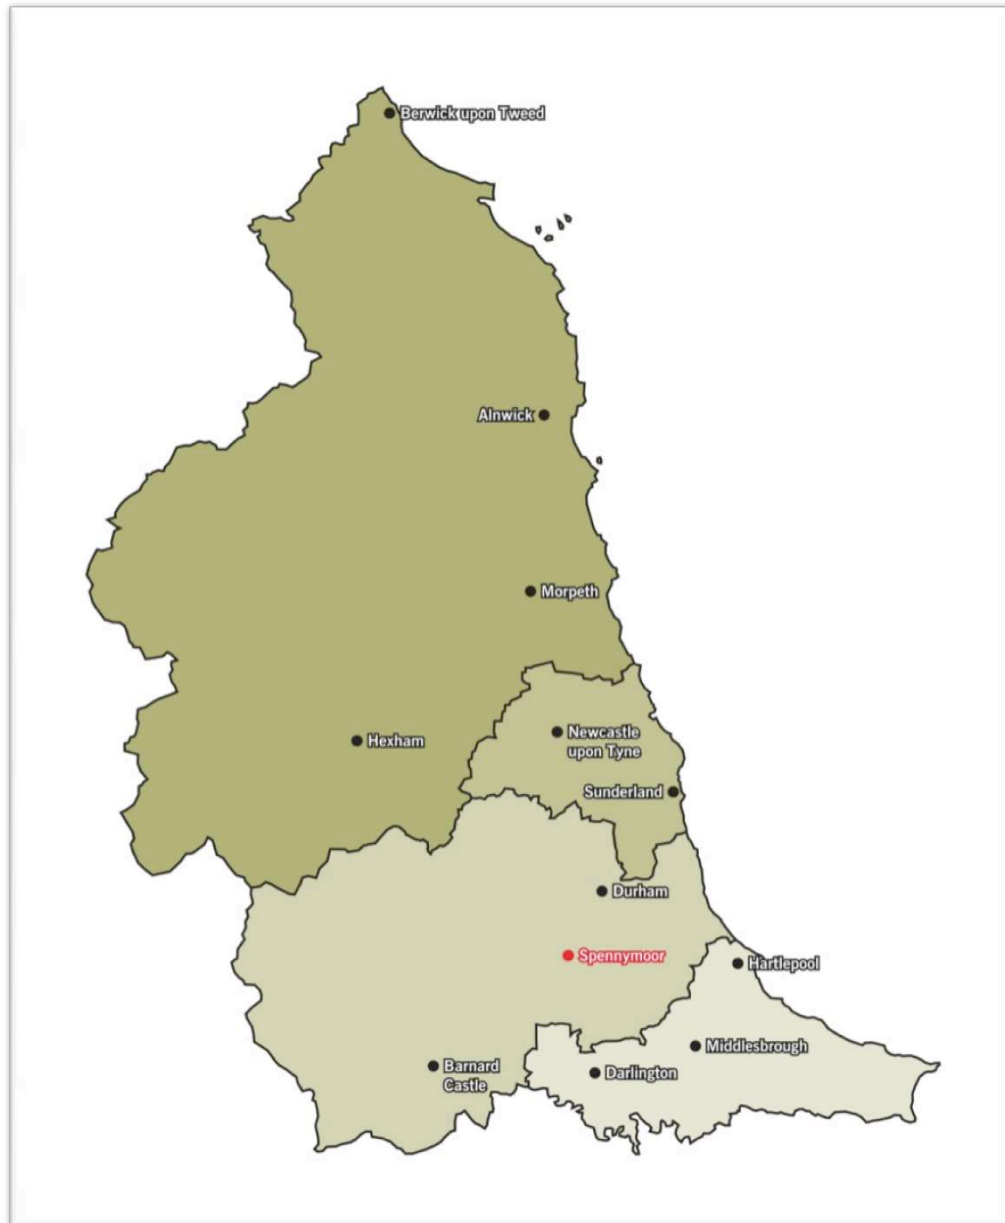 Berwick upon Tweed
Alnwick
Morpeth
Hexham
Newcastle
upon Tyne
Sunderland
Durham
Spennymoor
Hartlepool
Middlesbrough
Barnard
Castle
Darlington